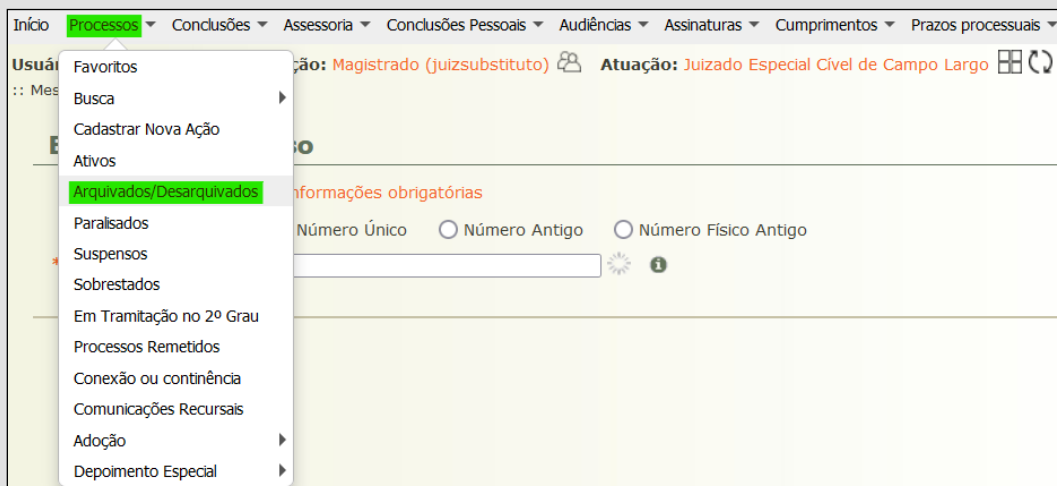 Início Processos Conclusões Assessoria Conclusões Pessoais Audiências Assinaturas Cumprimentos Prazos processuais
Usuár ção: Magistrado (juizsubstituto) Atuação: Juizado Especial Cível de Campo Largo
:: Mes
Favoritos
Busca
Cadastrar Nova Ação
so
Ativos
Arquivados/Desarquivados
nformações obrigatórias
Paralisados
Número Único Número Antigo Número Físico Antigo
Suspensos
*
Sobrestados
Em Tramitação no 2º Grau
Processos Remetidos
Conexão ou continência
Comunicações Recursais
Adoção
Depoimento Especial